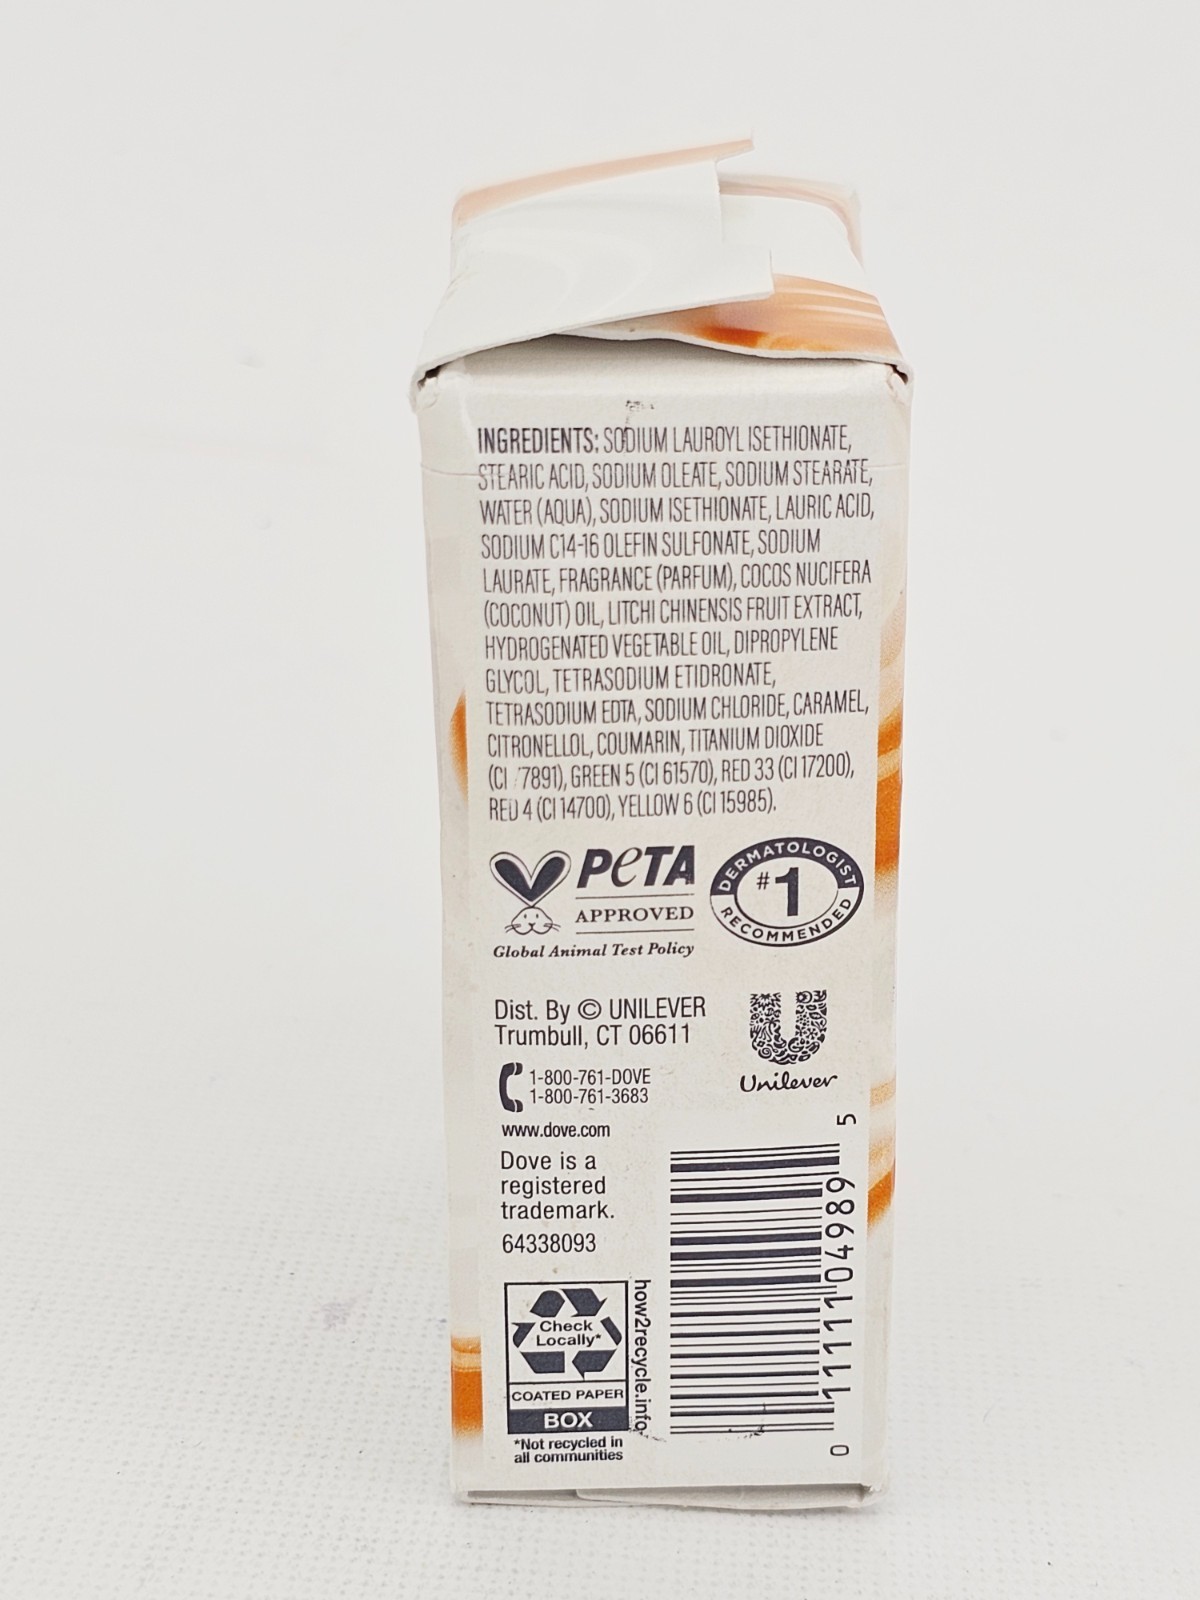 INGREDIENTS: SODIUM LAUROYL ISETHIONATE,
STEARIC ACID, SODIUM OLEATE, SODIUM STEARATE,
WATER (AQUA), SODIUM ISETHIONATE, LAURIC ACID,
SODIUM C14-16 OLEFIN SULFONATE, SODIUM
LAURATE, FRAGRANCE (PARFUM), COCOS NUCIFERA
(COCONUT) OIL, LITCHI CHINENSIS FRUIT EXTRACT,
HYDROGENATED VEGETABLE OIL, DIPROPYLENE
GLYCOL, TETRASODIUM ETIDRONATE,
TETRASODIUM EDTA, SODIUM CHLORIDE, CARAMEL,
CITRONELLOL, COUMARIN, TITANIUM DIOXIDE
(CI 77891), GREEN 5 (CI 61570), RED 33 (CI 17200),
RED 4 (CI 14700), YELLOW 6 (CI 15985).
PETA
APPROVED
Global Animal Test Policy
DERMATOLOGIST
#1
RECOMMENDED
Dist. By © UNILEVER
Trumbull, CT 06611
Unilever
1-800-761-DOVE
1-800-761-3683
www.dove.com
Dove is a
registered
trademark.
64338093
Check
Locally*
COATED PAPER
BOX
*Not recycled in
all communities
how2recycle.info
0 11111 04989 5